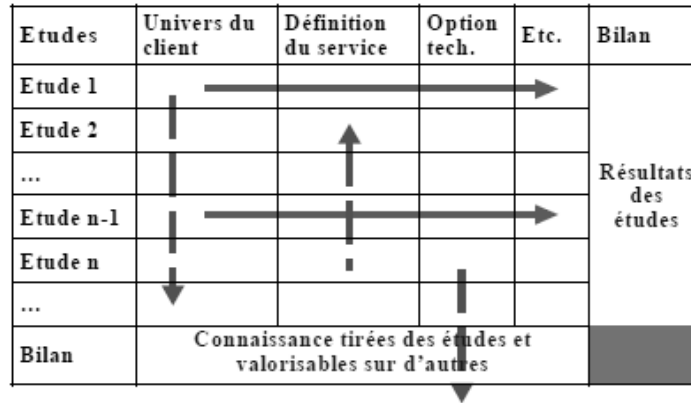 Etudes
Univers du
client
Définition
du service
Option
tech.
Etc.
Bilan
Etude 1
Etude 2
...
Etude n-1
Etude n
...
Résultats
des
études
Bilan
Connaissance tirées des études et
valorisables sur d'autres